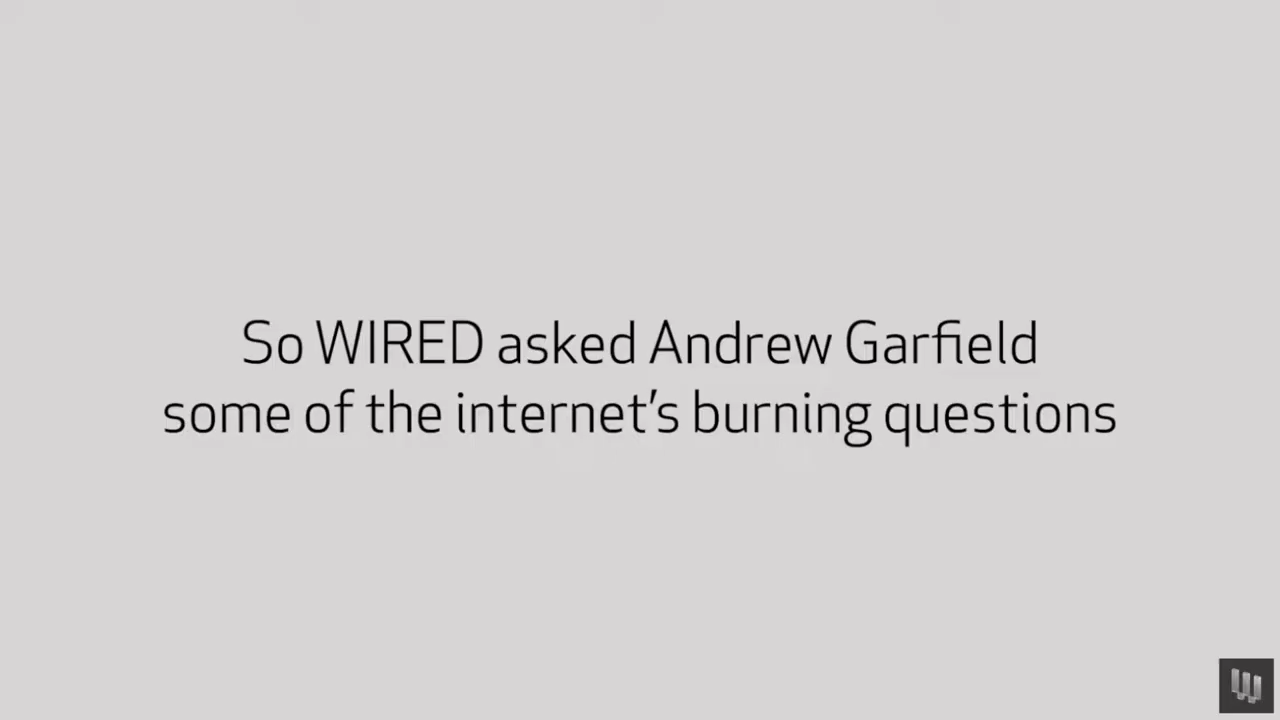 So WIRED asked Andrew Garfield
some of the internet's burning questions